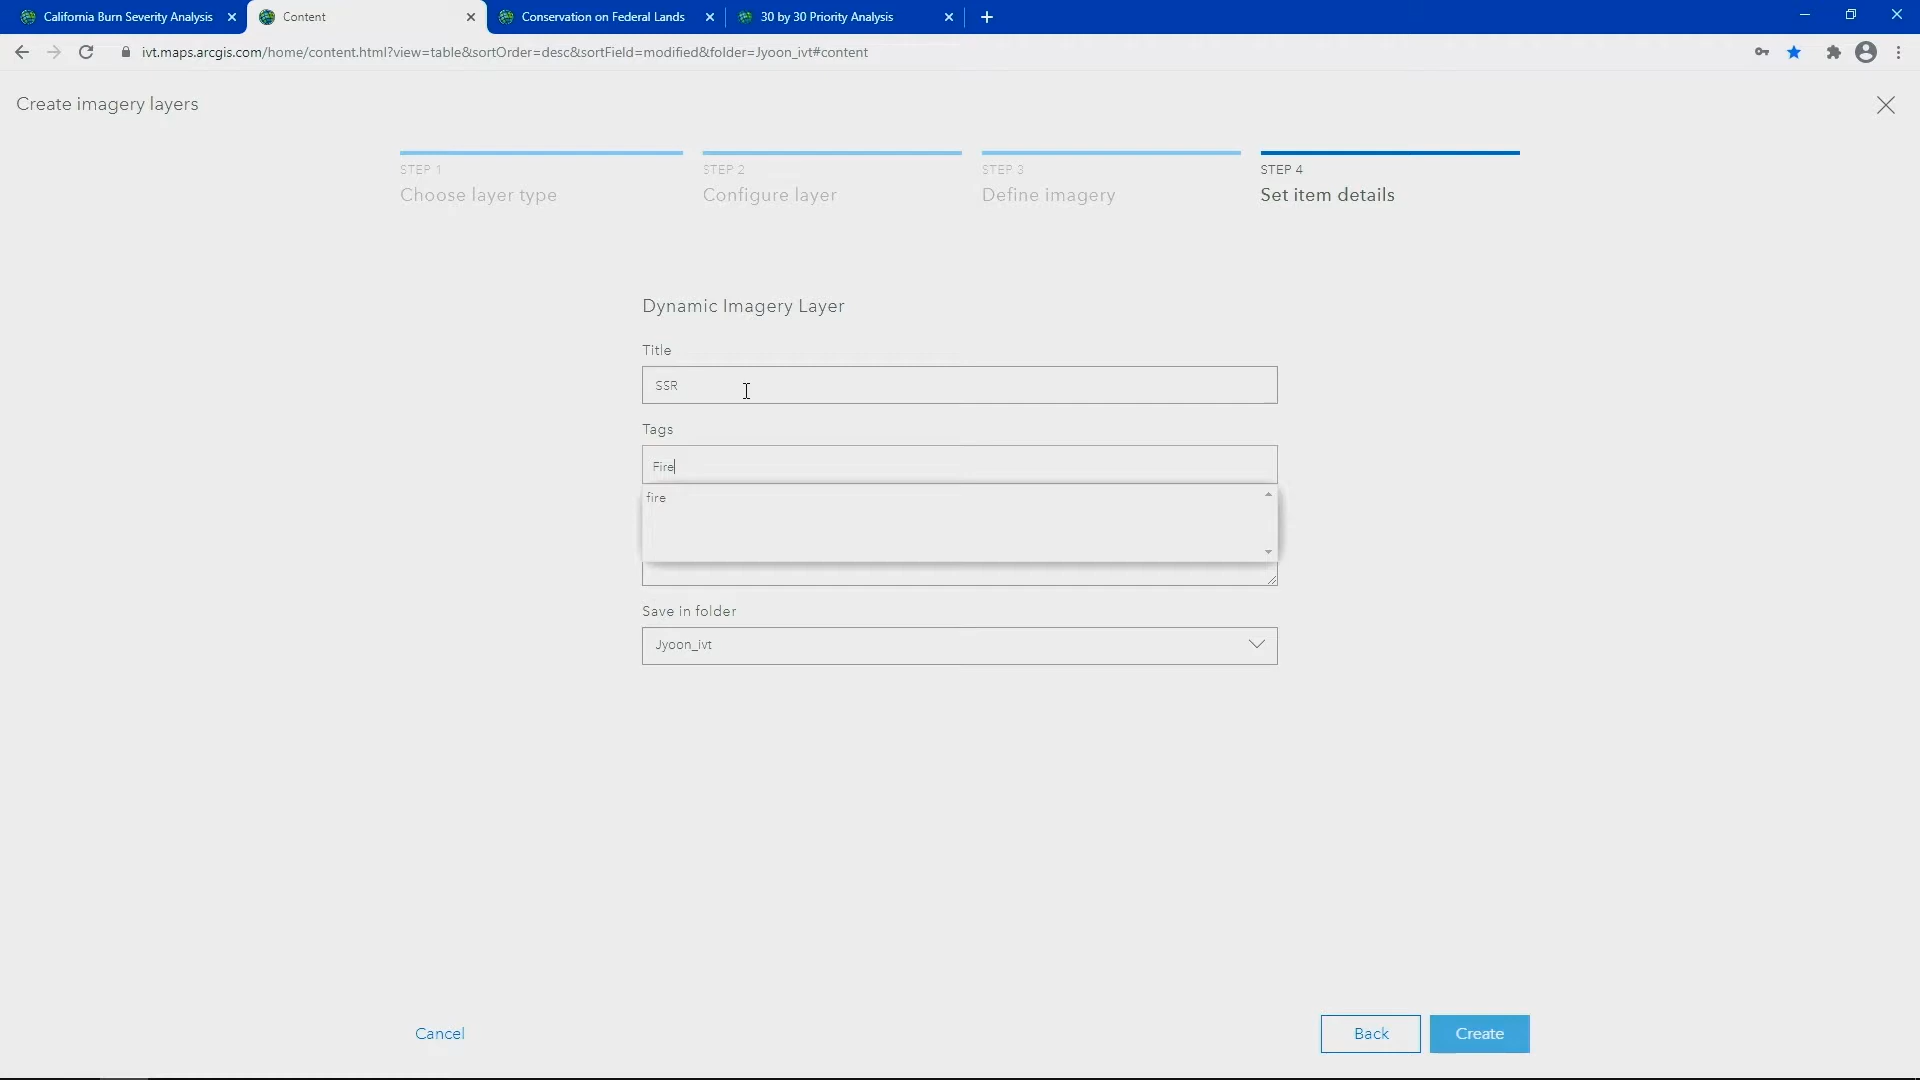 California Burn Severity Analysis
Content
Conservation on Federal Lands
30 by 30 Priority Analysis
ivt.maps.arcgis.com/home/content.html?view=table&sortOrder=desc&sortField=modified&folder=Jyoon_ivt#content
Create imagery layers
STEP 1
Choose layer type
STEP 2
Configure layer
STEP 3
Define imagery
STEP 4
Set item details
Dynamic Imagery Layer
Title
SSR
Tags
Fire
fire
Save in folder
Jyoon_ivt
Cancel
Back
Create